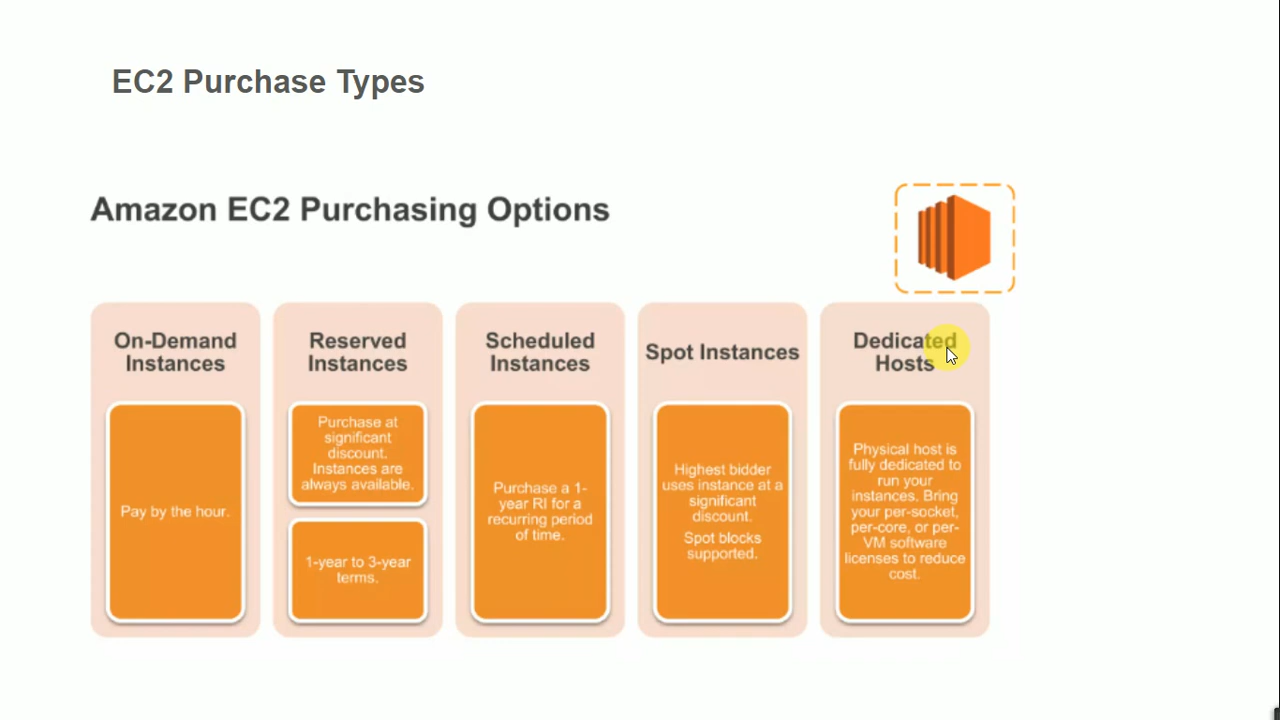 EC2 Purchase Types
Amazon EC2 Purchasing Options
On-Demand
Instances
Pay by the hour.
Reserved
Instances
Purchase at
significant
discount.
Instances are
always available.
1-year to 3-year
terms.
Scheduled
Instances
Purchase a 1-
year RI for a
recurring period
of time.
Spot Instances
Highest bidder
uses instance at a
significant
discount.
Spot blocks
supported.
Dedicated
Hosts
Physical host is
fully dedicated to
run your
instances. Bring
your per-socket,
per-core, or per-
VM software
licenses to reduce
cost.